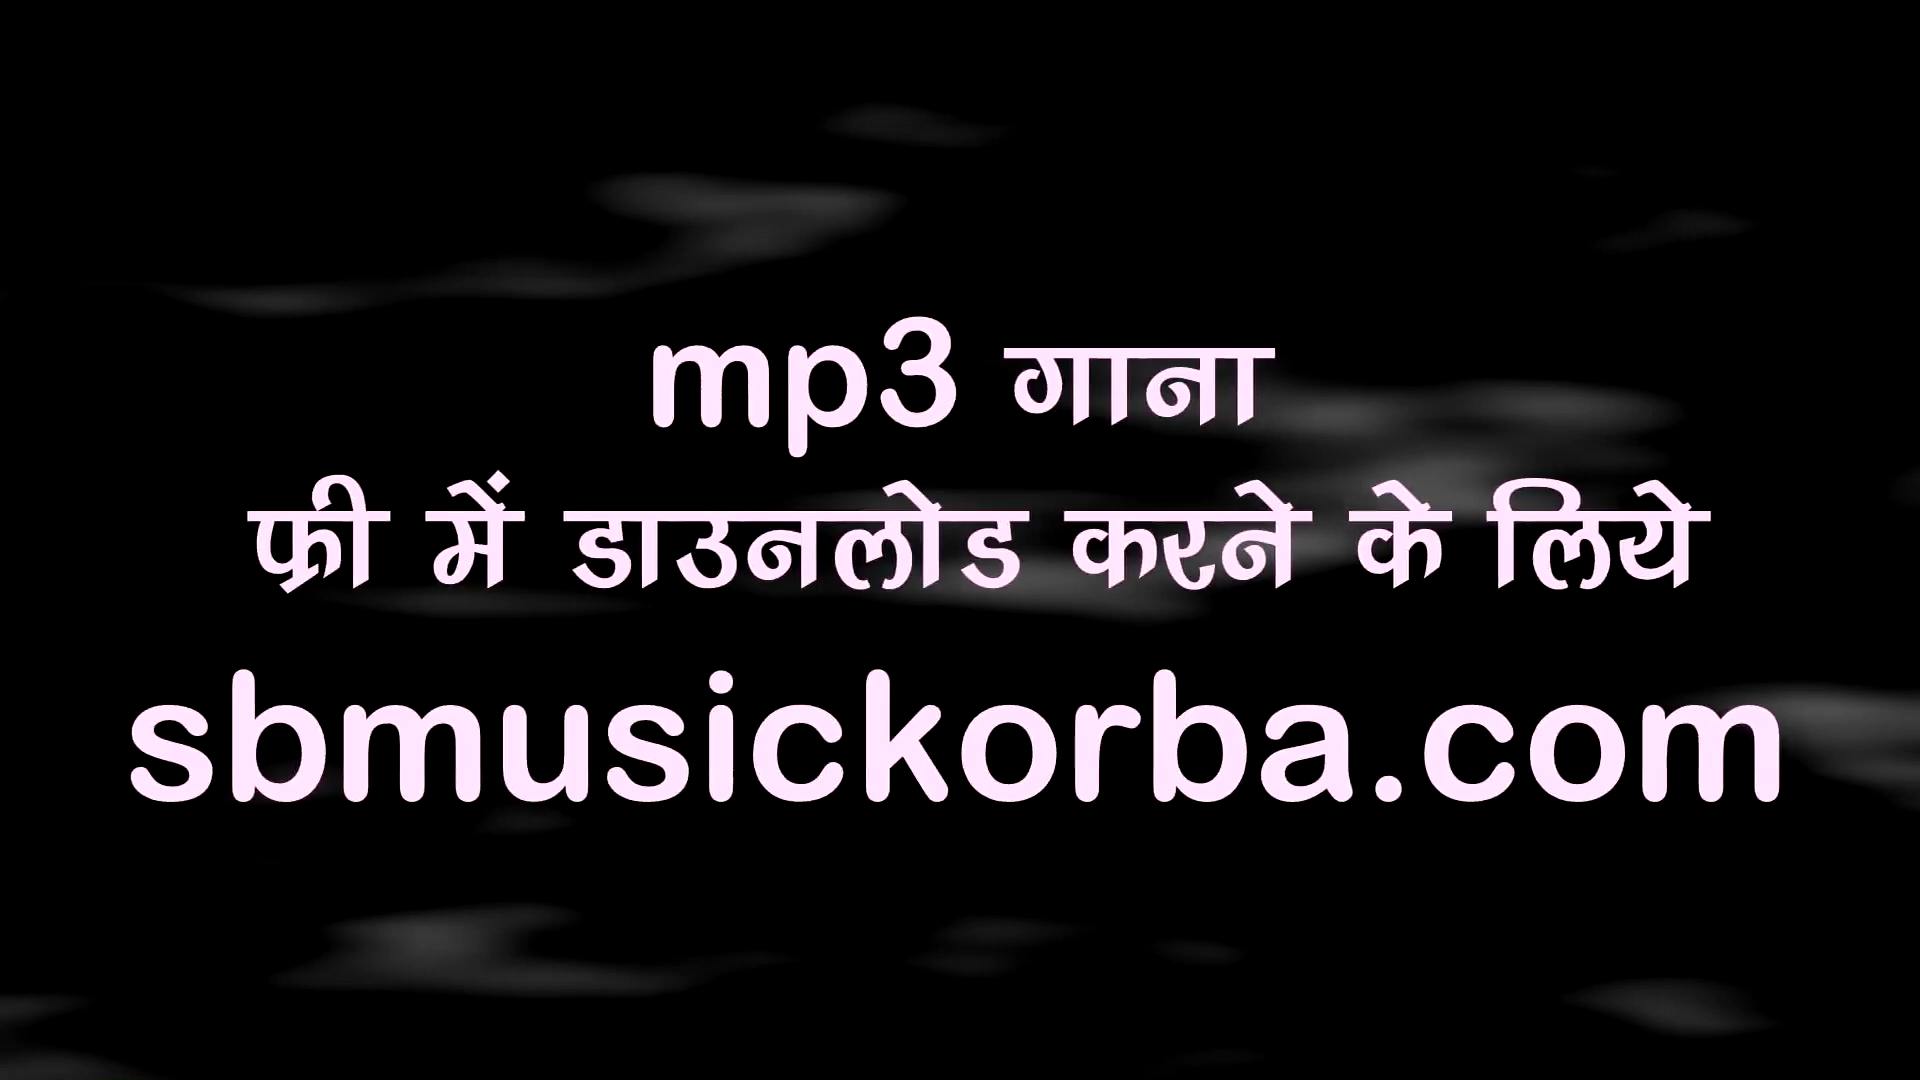 mp3 गाना
फ्री में डाउनलोड करने के लिये
sbmusickorba.com